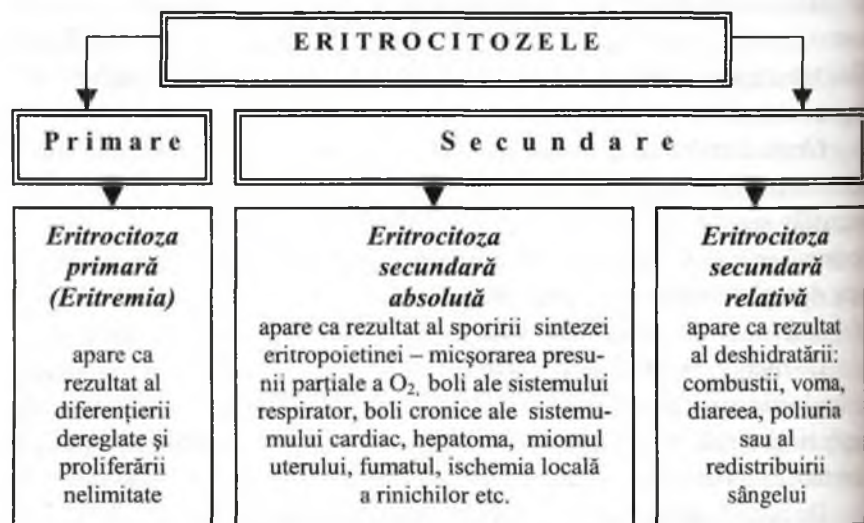 ERITROCITOZELE
Primare
Secundare
Eritrocitoza
primară
(Eritremia)
apare ca
rezultat al
diferențierii
dereglate și
proliferării
nelimitate
Eritrocitoza
secundară
absolută
apare ca rezultat al sporirii sintezei
eritropoietinei – micșorarea presu-
nii parțiale a O₂, boli ale sistemului
respirator, boli cronice ale sistemu-
mului cardiac, hepatoma, miomul
uterului, fumatul, ischemia locală
a rinichilor etc.
Eritrocitoza
secundară
relativă
apare ca rezultat
al deshidratării:
combustii, voma,
diareea, poliuria
sau al
redistribuirii
sângelui